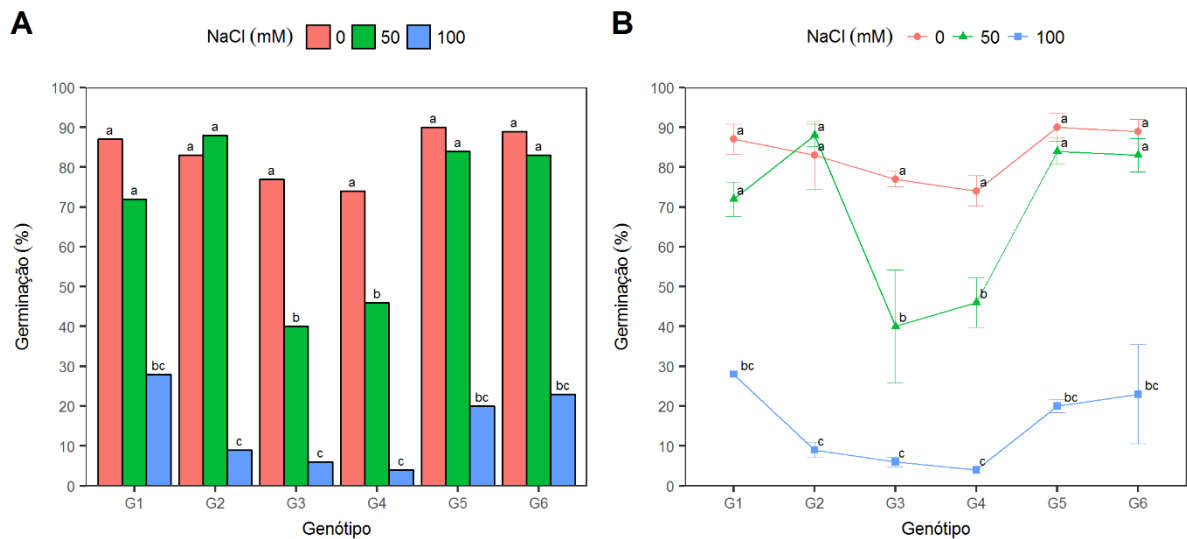 A
NaCl (mM) 0 50 100
Germinação (%)
100
90
80
70
60
50
40
30
20
10
0
a a bc
a a c
a b c
a b c
a a bc
a a bc
G1 G2 G3 G4 G5 G6
Genótipo
B
NaCl (mM) 0 50 100
Germinação (%)
100
90
80
70
60
50
40
30
20
10
0
a a bc
a a c
a b c
a b c
a a bc
a a bc
G1 G2 G3 G4 G5 G6
Genótipo